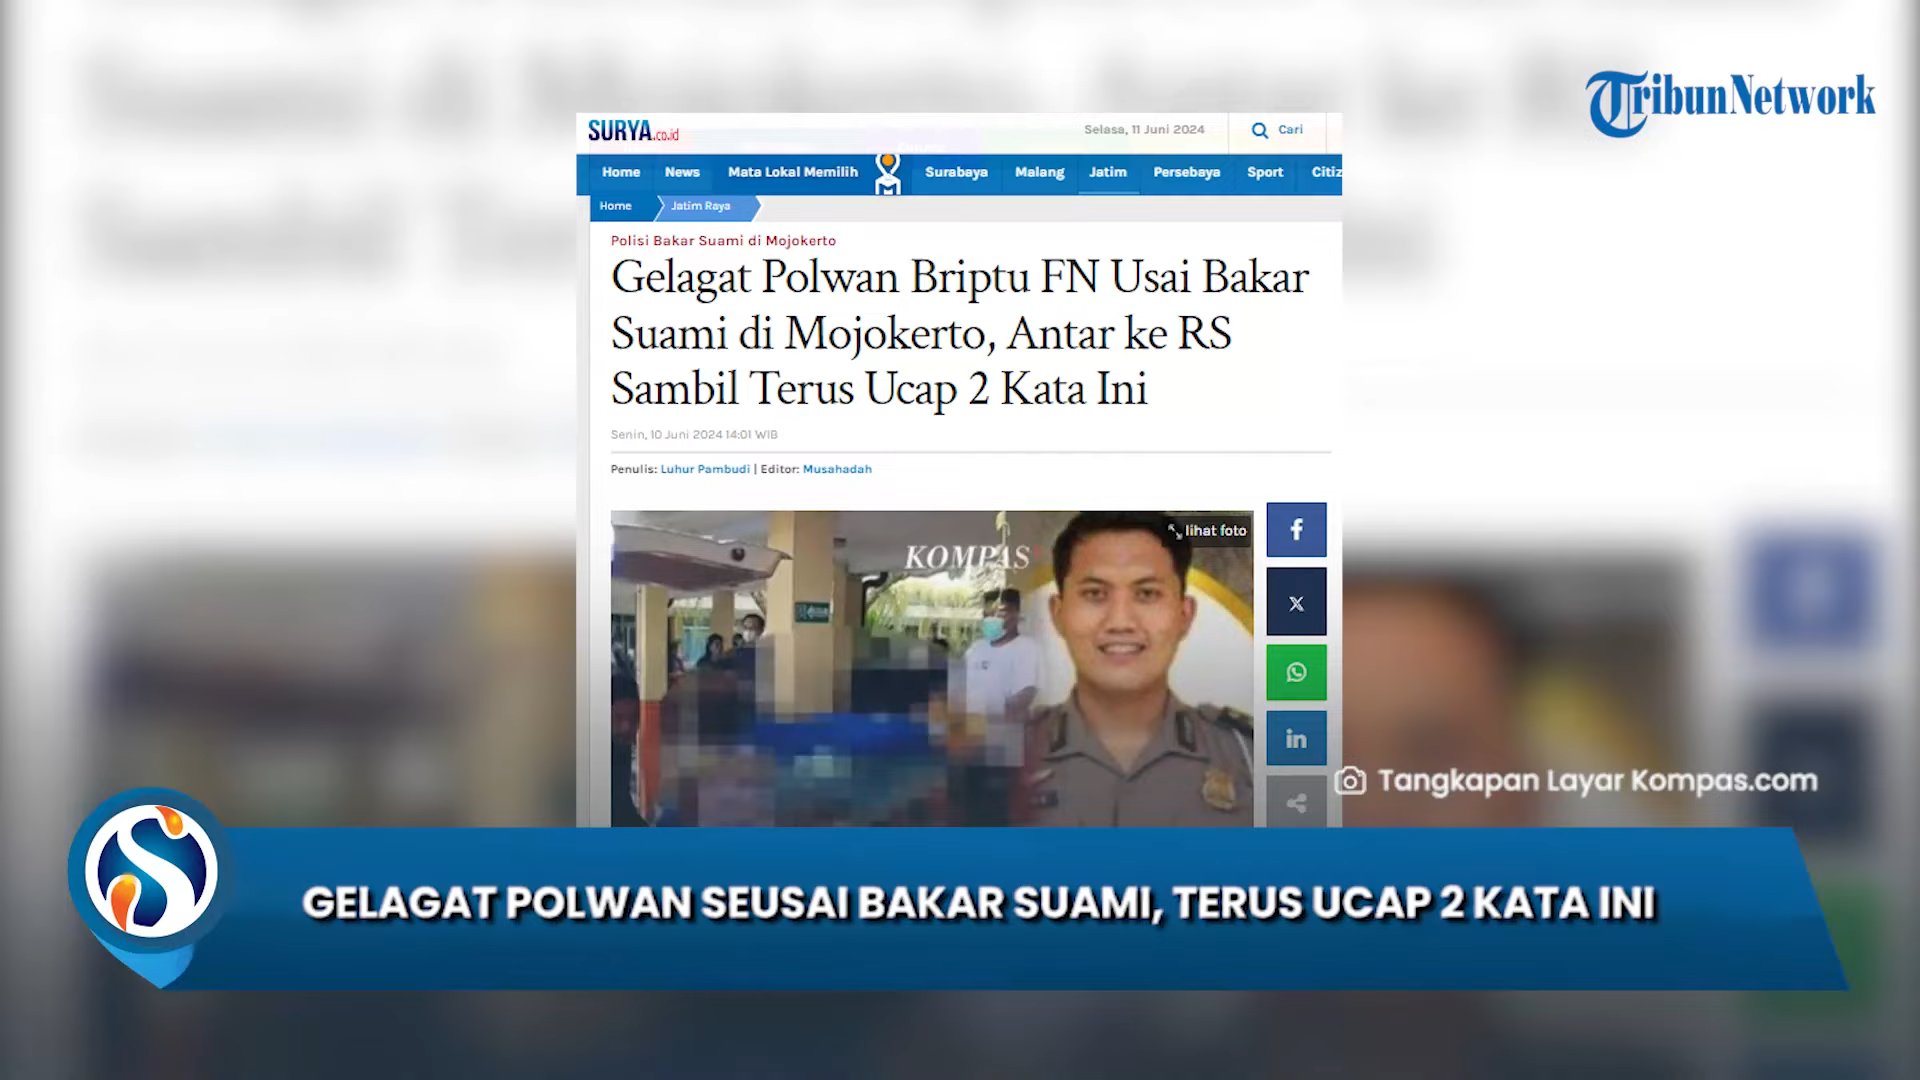 TribunNetwork
SURYA.co.id
Selasa, 11 Juni 2024
Cari
Home News Mata Lokal Memilih Surabaya Malang Jatim Persebaya Sport Citiz
Home Jatim Raya
Polisi Bakar Suami di Mojokerto
Gelagat Polwan Briptu FN Usai Bakar
Suami di Mojokerto, Antar ke RS
Sambil Terus Ucap 2 Kata Ini
Senin, 10 Juni 2024 14:01 WIB
Penulis: Luhur Pambudi | Editor: Musahadah
lihat foto
KOMPAS
Tangkapan Layar Kompas.com
GELAGAT POLWAN SEUSAI BAKAR SUAMI, TERUS UCAP 2 KATA INI